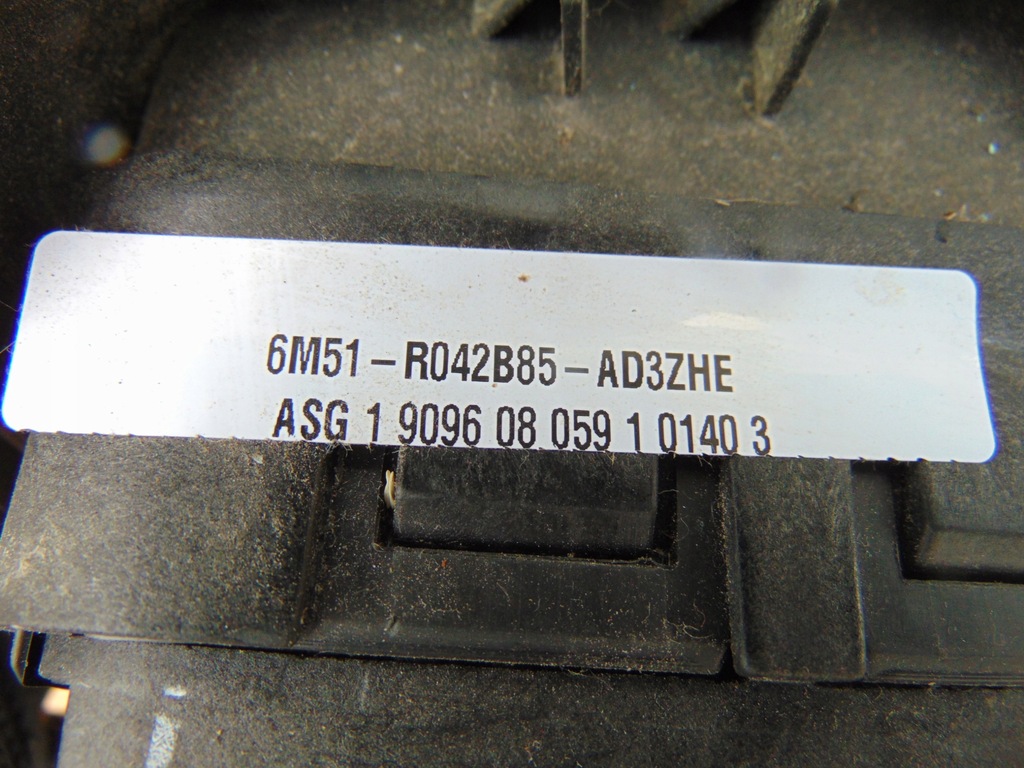 6M51-R042B85-AD3ZHE
ASG 1 9096 08 059 1 0140 3